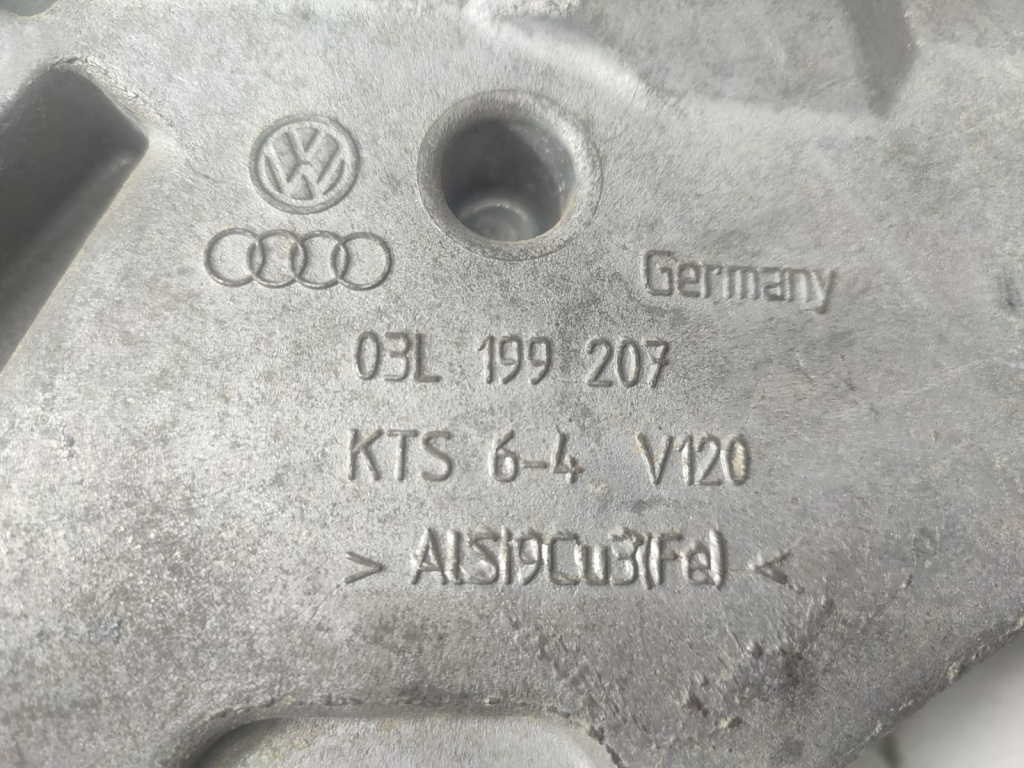 Germany
03L 199 207
KTS 6-4 V120
> AlSi9Cu3(Fe) <